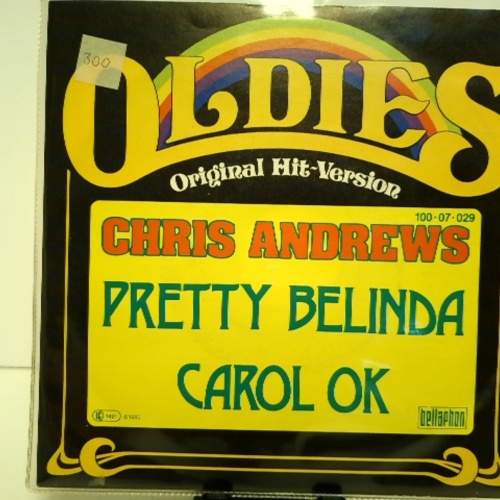 300
OLDIES
Original Hit-Version
100·07·029
CHRIS ANDREWS
PRETTY BELINDA
CAROL OK
bellaphon